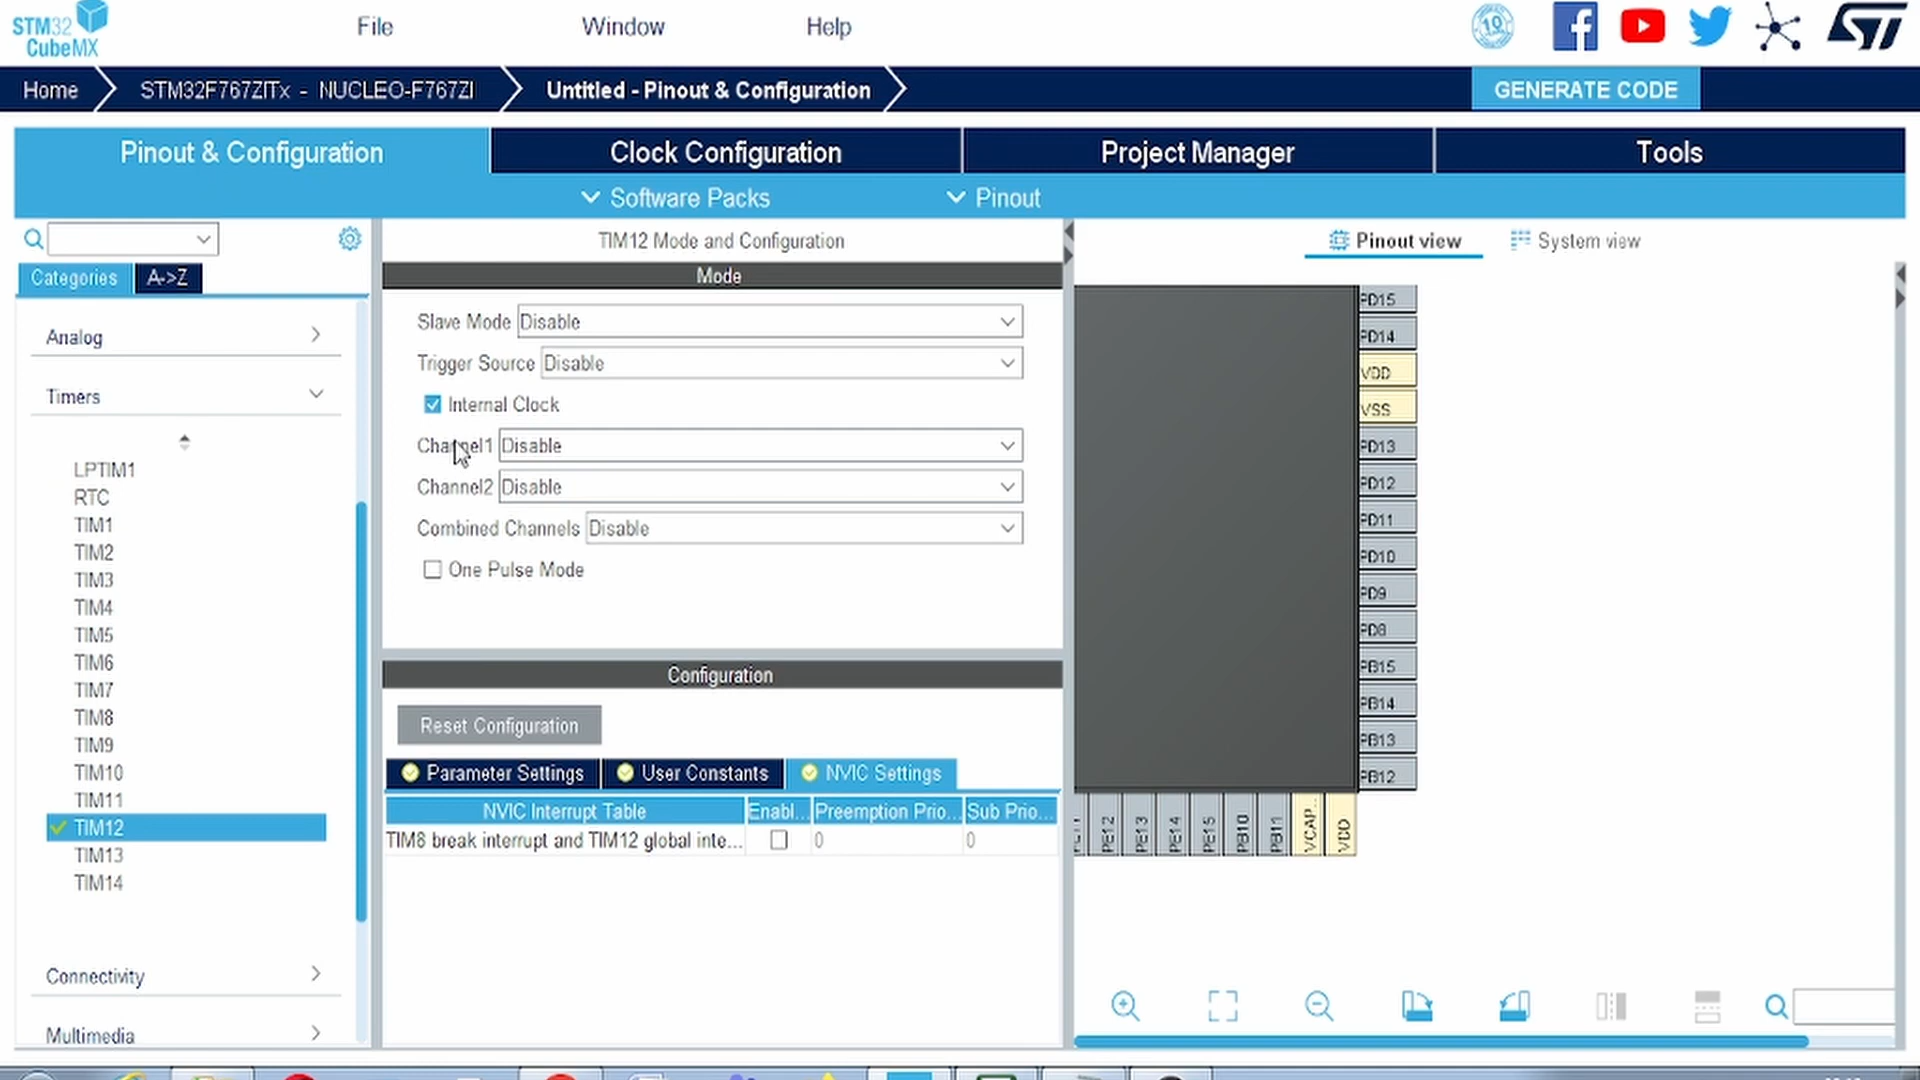 STM32
CubeMX
File
Window
Help
10
ST
Home
STM32F767ZITx - NUCLEO-F767ZI
Untitled - Pinout & Configuration
GENERATE CODE
Pinout & Configuration
Clock Configuration
Project Manager
Tools
Software Packs
Pinout
Categories
A->Z
Analog
Timers
LPTIM1
RTC
TIM1
TIM2
TIM3
TIM4
TIM5
TIM6
TIM7
TIM8
TIM9
TIM10
TIM11
TIM12
TIM13
TIM14
Connectivity
Multimedia
TIM12 Mode and Configuration
Mode
Slave Mode Disable
Trigger Source Disable
Internal Clock
Channel1 Disable
Channel2 Disable
Combined Channels Disable
One Pulse Mode
Configuration
Reset Configuration
Parameter Settings
User Constants
NVIC Settings
NVIC Interrupt Table
Enabl...
Preemption Prio...
Sub Prio...
TIM8 break interrupt and TIM12 global inte...
0
0
Pinout view
System view
PD15
PD14
VDD
VSS
PD13
PD12
PD11
PD10
PD9
PD8
PB15
PB14
PB13
PB12
PE12
PE13
PE14
PE15
PB10
PB11
VCAP...
VDD